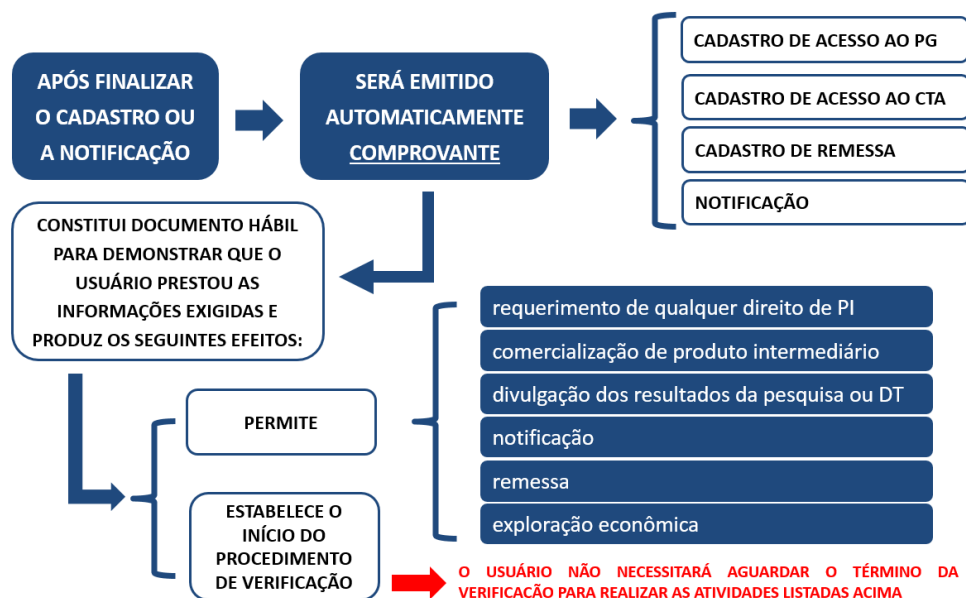 APÓS FINALIZAR
O CADASTRO OU
A NOTIFICAÇÃO
SERÁ EMITIDO
AUTOMATICAMENTE
COMPROVANTE
CADASTRO DE ACESSO AO PG
CADASTRO DE ACESSO AO CTA
CADASTRO DE REMESSA
NOTIFICAÇÃO
CONSTITUI DOCUMENTO HÁBIL
PARA DEMONSTRAR QUE O
USUÁRIO PRESTOU AS
INFORMAÇÕES EXIGIDAS E
PRODUZ OS SEGUINTES EFEITOS:
PERMITE
requerimento de qualquer direito de PI
comercialização de produto intermediário
divulgação dos resultados da pesquisa ou DT
notificação
remessa
exploração econômica
ESTABELECE O
INÍCIO DO
PROCEDIMENTO
DE VERIFICAÇÃO
O USUÁRIO NÃO NECESSITARÁ AGUARDAR O TÉRMINO DA
VERIFICAÇÃO PARA REALIZAR AS ATIVIDADES LISTADAS ACIMA